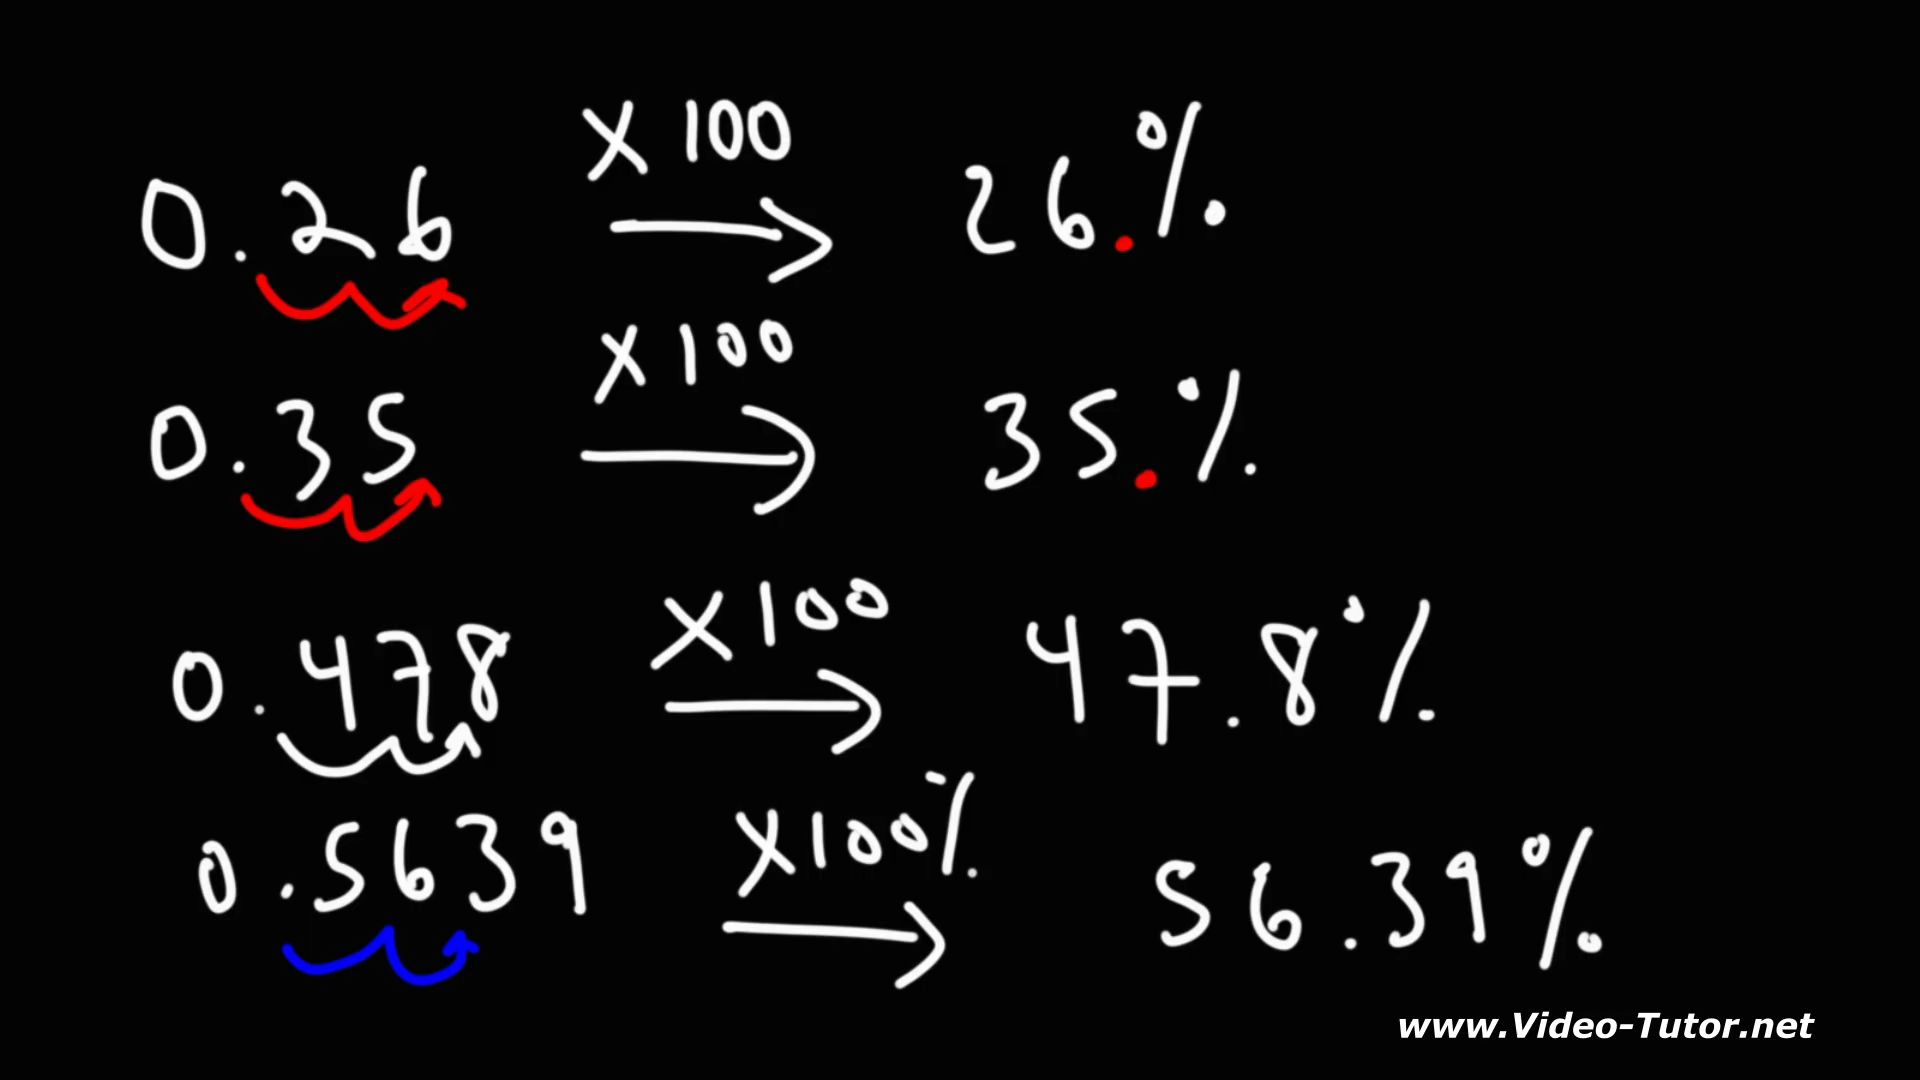 0.26 x 100 → 26.%
0.35 x 100 → 35.%
0.478 x 100 → 47.8%
0.5639 x 100% → 56.39%
www.Video-Tutor.net